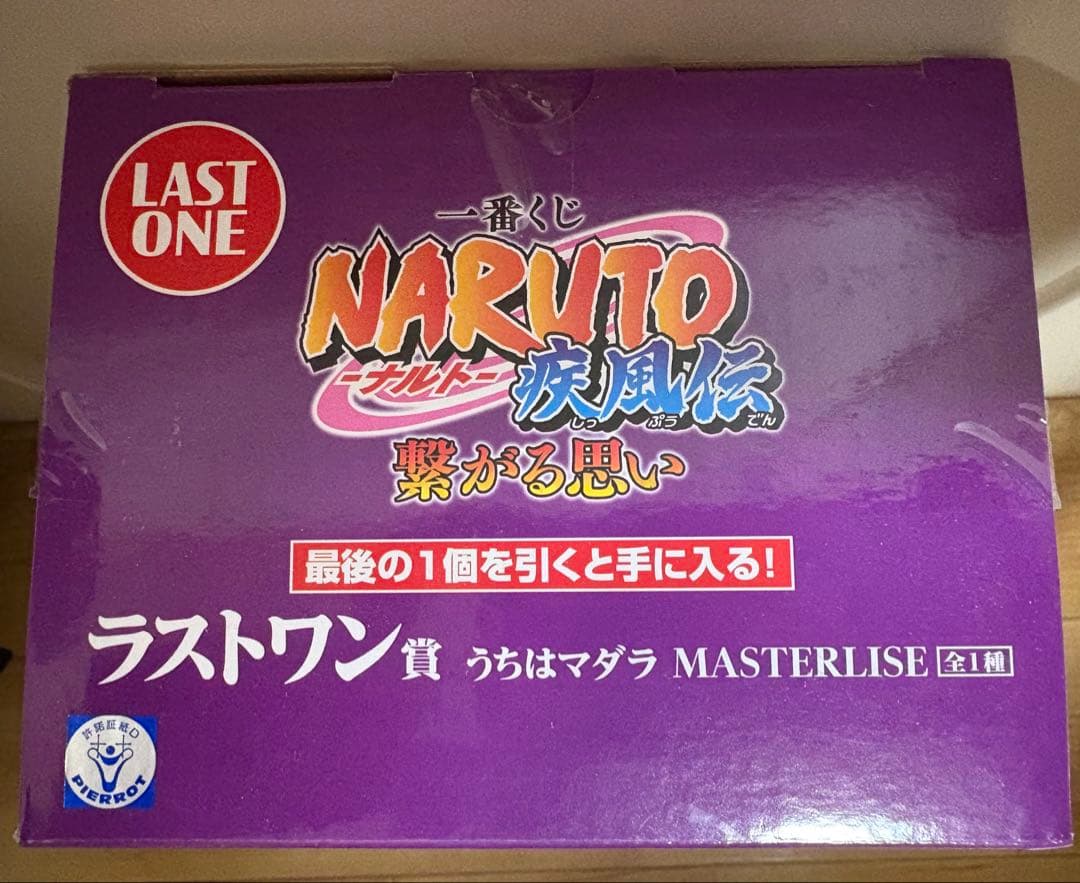 LAST
ONE
一番くじ
NARUTO
-ナルト-
疾風伝
しっ ぷう でん
繋がる思い
最後の1個を引くと手に入る!
ラストワン賞 うちはマダラ MASTERLISE 全1種
許諾証紙D
PIERROT